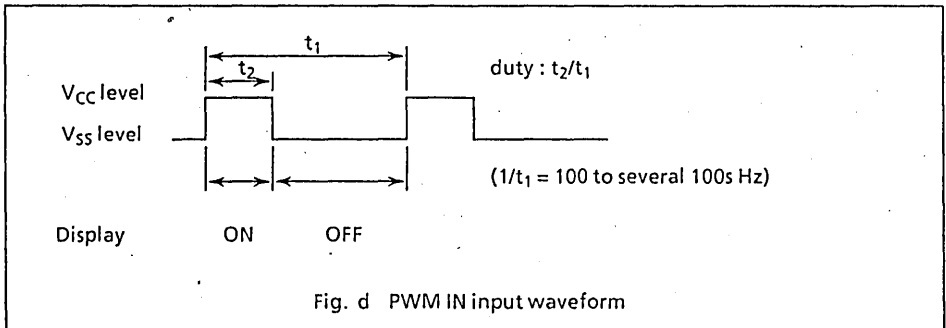 t1
t2
duty : t2/t1
VCC level
VSS level
(1/t1 = 100 to several 100s Hz)
Display ON OFF
Fig. d PWM IN input waveform